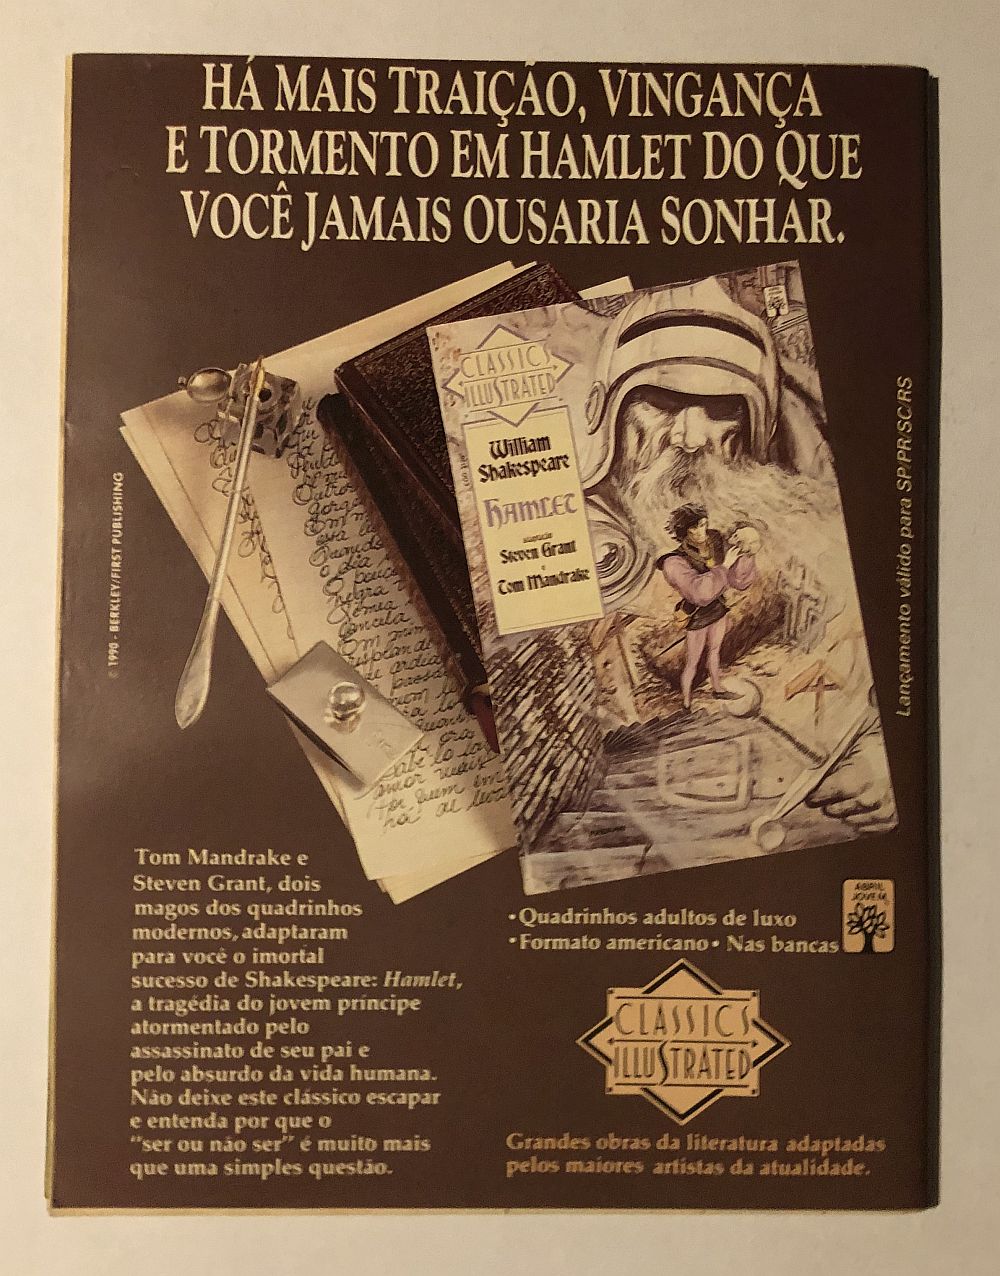 HÁ MAIS TRAIÇÃO, VINGANÇA
E TORMENTO EM HAMLET DO QUE
VOCÊ JAMAIS OUSARIA SONHAR.
CLASSICS
ILLUSTRATED
William
Shakespeare
HAMLET
adaptação
Steven Grant
e
Tom Mandrake
© 1990 - BERKLEY/FIRST PUBLISHING
Lançamento válido para SP/PR/SC/RS
Tom Mandrake e
Steven Grant, dois
magos dos quadrinhos
modernos, adaptaram
para você o imortal
sucesso de Shakespeare: Hamlet,
a tragédia do jovem príncipe
atormentado pelo
assassinato de seu pai e
pelo absurdo da vida humana.
Não deixe este clássico escapar
e entenda por que o
"ser ou não ser" é muito mais
que uma simples questão.
• Quadrinhos adultos de luxo
• Formato americano • Nas bancas
ABRIL
JOVEM
CLASSICS
ILLUSTRATED
Grandes obras da literatura adaptadas
pelos maiores artistas da atualidade.